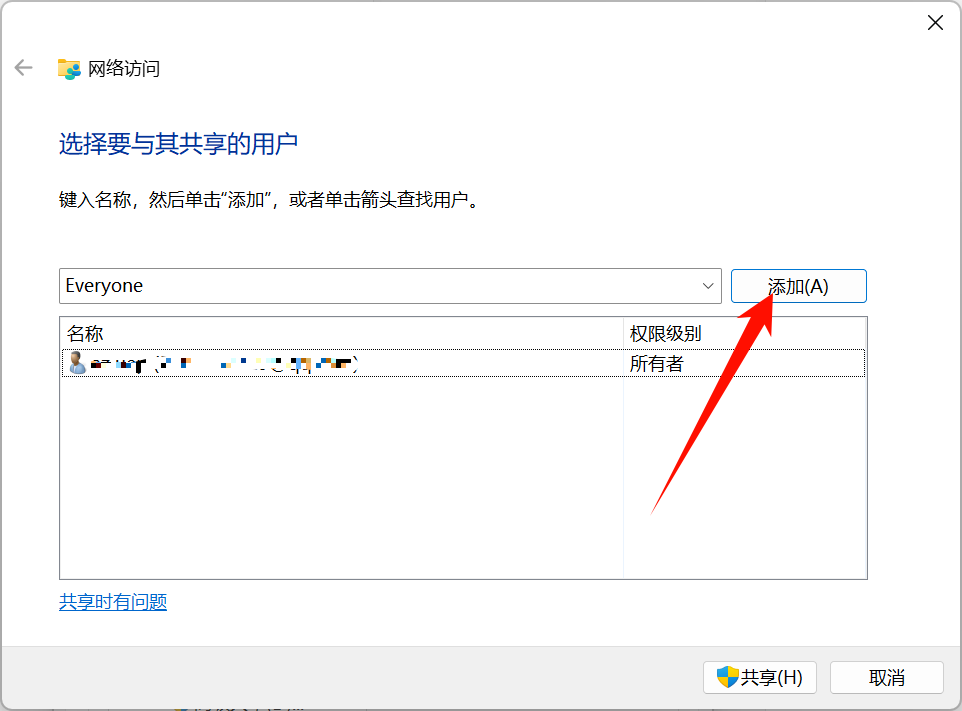 网络访问
选择要与其共享的用户
键入名称，然后单击“添加”，或者单击箭头查找用户。
Everyone
添加(A)
名称 权限级别
所有者
共享时有问题
共享(H) 取消